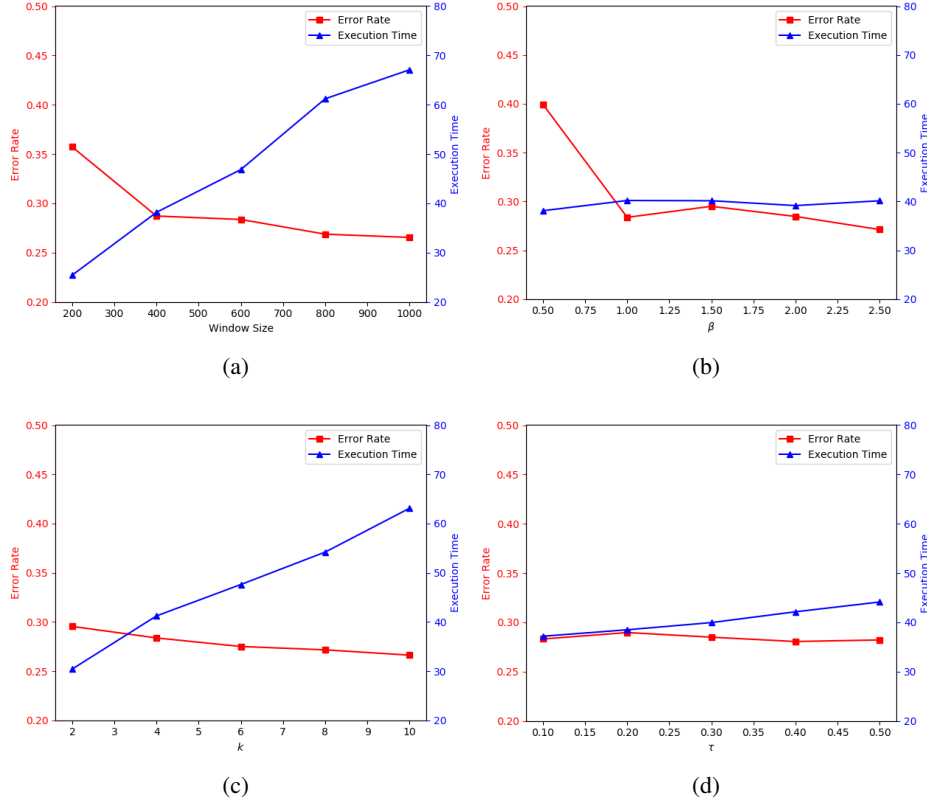 Error Rate
Execution Time
0.50
0.45
0.40
0.35
0.30
0.25
0.20
Error Rate
80
70
60
50
40
30
20
Execution Time
200 300 400 500 600 700 800 900 1000
Window Size
(a)
Error Rate
Execution Time
0.50
0.45
0.40
0.35
0.30
0.25
0.20
Error Rate
80
70
60
50
40
30
20
Execution Time
0.50 0.75 1.00 1.25 1.50 1.75 2.00 2.25 2.50
β
(b)
Error Rate
Execution Time
0.50
0.45
0.40
0.35
0.30
0.25
0.20
Error Rate
80
70
60
50
40
30
20
Execution Time
2 3 4 5 6 7 8 9 10
k
(c)
Error Rate
Execution Time
0.50
0.45
0.40
0.35
0.30
0.25
0.20
Error Rate
80
70
60
50
40
30
20
Execution Time
0.10 0.15 0.20 0.25 0.30 0.35 0.40 0.45 0.50
τ
(d)